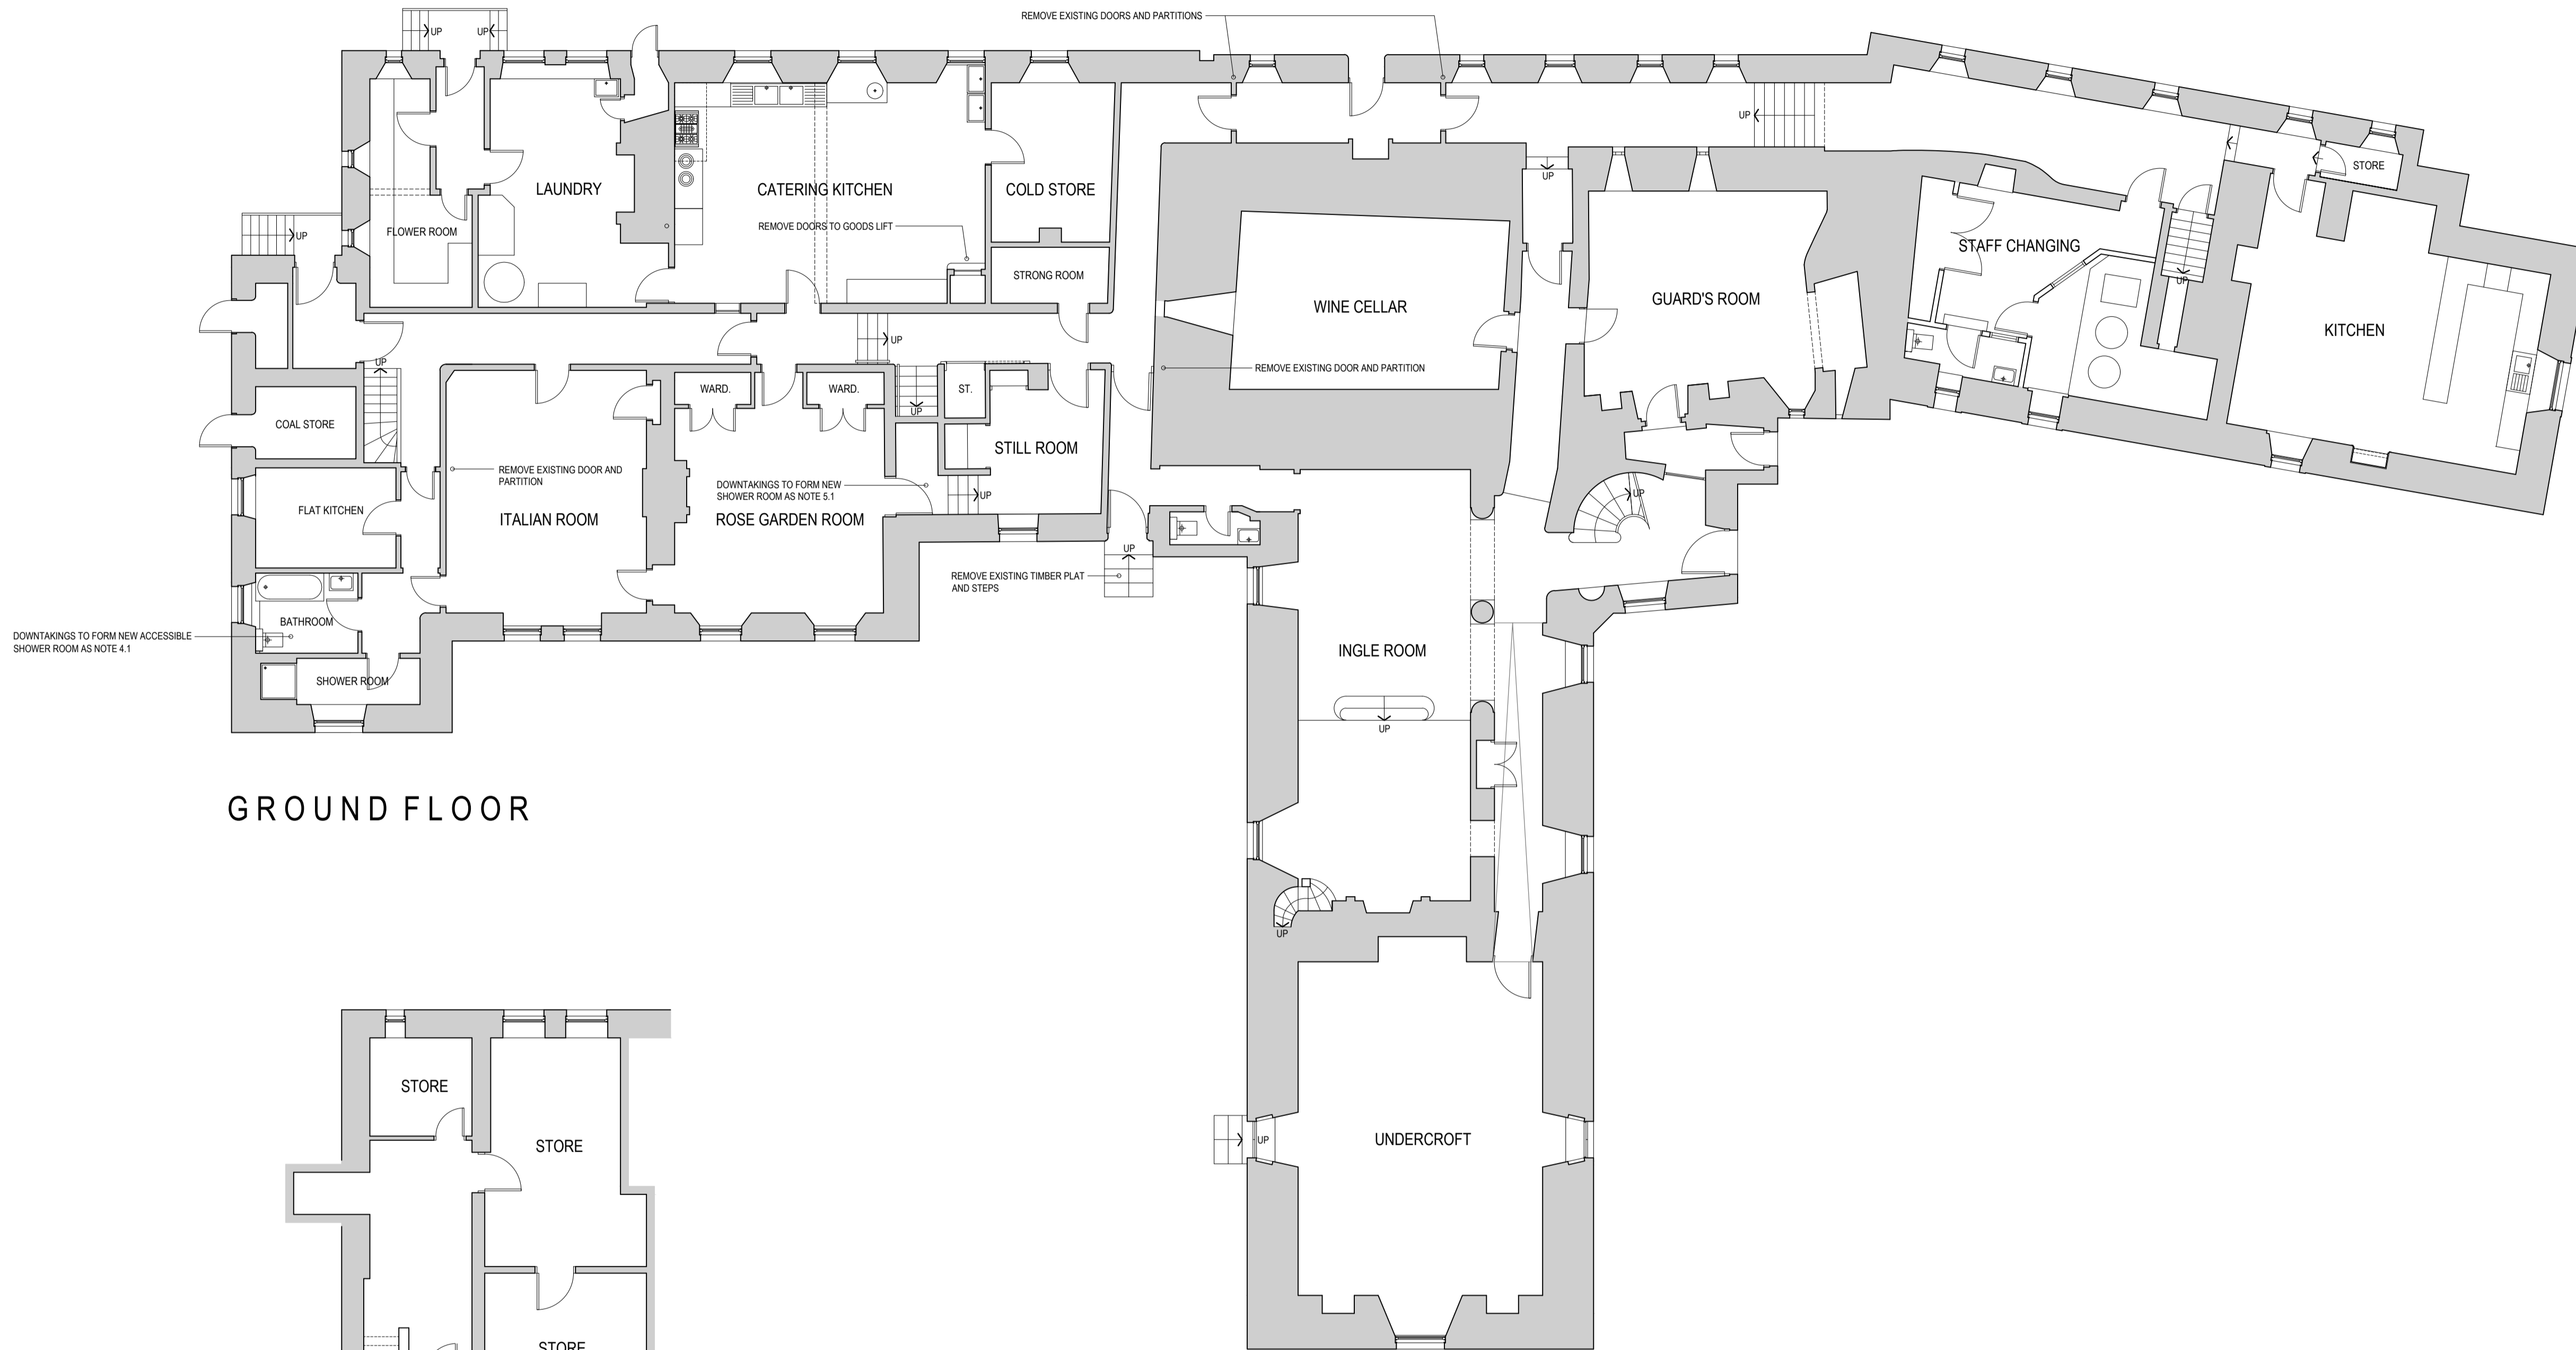 REMOVE EXISTING DOORS AND PARTITIONS
UP
UP
UP
STORE
LAUNDRY
CATERING KITCHEN
COLD STORE
UP
FLOWER ROOM
REMOVE DOORS TO GOODS LIFT
UP
STAFF CHANGING
STRONG ROOM
UP
WINE CELLAR
GUARD'S ROOM
KITCHEN
UP
UP
REMOVE EXISTING DOOR AND PARTITION
WARD.
WARD.
ST.
UP
COAL STORE
STILL ROOM
REMOVE EXISTING DOOR AND
PARTITION
DOWNTAKINGS TO FORM NEW
SHOWER ROOM AS NOTE 5.1
UP
UP
FLAT KITCHEN
ITALIAN ROOM
ROSE GARDEN ROOM
UP
REMOVE EXISTING TIMBER PLAT
AND STEPS
BATHROOM
DOWNTAKINGS TO FORM NEW ACCESSIBLE
SHOWER ROOM AS NOTE 4.1
INGLE ROOM
SHOWER ROOM
UP
GROUND FLOOR
UP
STORE
STORE
UP
UNDERCROFT
STORE